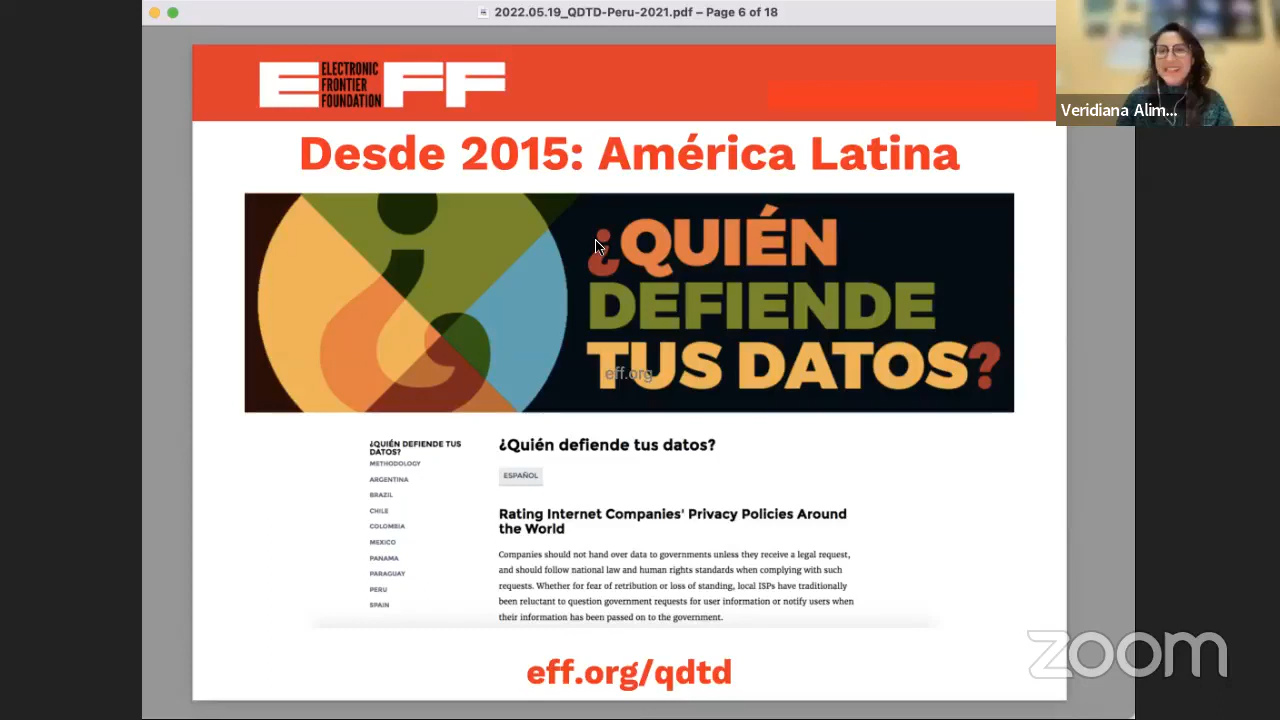 2022.05.19_QDTD-Peru-2021.pdf – Page 6 of 18
Veridiana Alim...
ELECTRONIC
FRONTIER
FOUNDATION
EFF
Desde 2015: América Latina
¿QUIÉN
DEFIENDE
TUS DATOS?
eff.org
¿QUIÉN DEFIENDE TUS
DATOS?
METHODOLOGY
ARGENTINA
BRAZIL
CHILE
COLOMBIA
MEXICO
PANAMA
PARAGUAY
PERU
SPAIN
¿Quién defiende tus datos?
ESPAÑOL
Rating Internet Companies' Privacy Policies Around
the World
Companies should not hand over data to governments unless they receive a legal request,
and should follow national law and human rights standards when complying with such
requests. Whether for fear of retribution or loss of standing, local ISPs have traditionally
been reluctant to question government requests for user information or notify users when
their information has been passed on to the government.
eff.org/qdtd
zoom